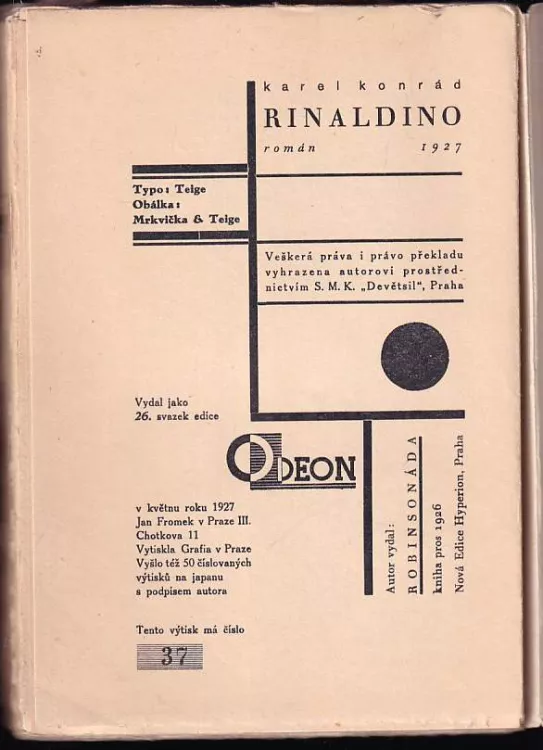 karel konrád
RINALDINO
román 1927
Typo: Teige
Obálka:
Mrkvička & Teige
Veškerá práva i právo překladu
vyhrazena autorovi prostřed-
nictvím S. M. K. „Devětsil“, Praha
Vydal jako
26. svazek edice
ODEON
v květnu roku 1927
Jan Fromek v Praze III.
Chotkova 11
Vytiskla Grafia v Praze
Vyšlo též 50 číslovaných
výtisků na japanu
s podpisem autora
Tento výtisk má číslo
37
Autor vydal:
ROBINSONÁDA
kniha pros 1926
Nová Edice Hyperion, Praha